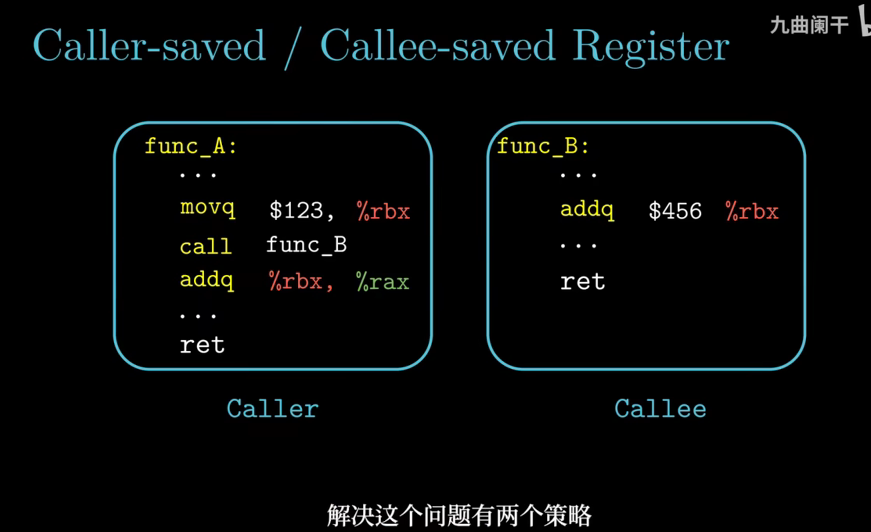 九曲阑干
Caller-saved / Callee-saved Register
func_A:
...
movq $123, %rbx
call func_B
addq %rbx, %rax
...
ret
Caller
func_B:
...
addq $456 %rbx
...
ret
Callee
解决这个问题有两个策略